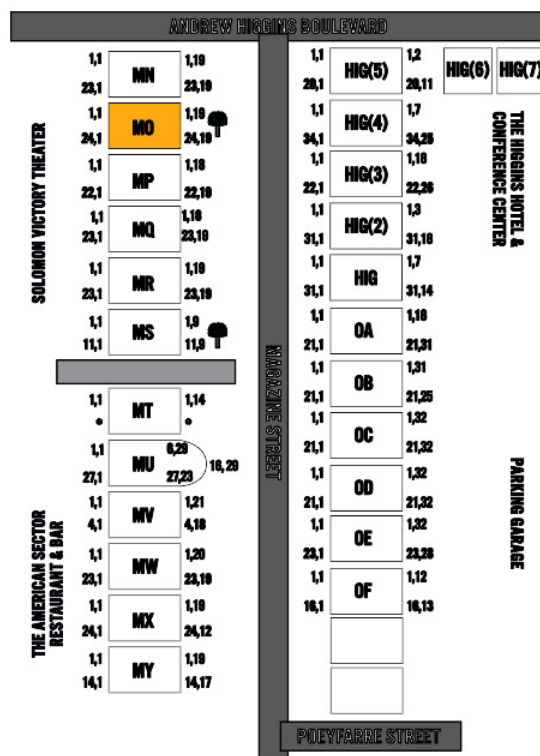 ANDREW HIGGINS BOULEVARD
1,1 MN 1,19
23,1 23,19
1,1 MO 1,19
24,1 24,19
1,1 MP 1,18
22,1 22,19
1,1 MQ 1,18
23,1 23,19
1,1 MR 1,19
23,1 23,19
1,1 MS 1,9
11,1 11,9
SOLOMON VICTORY THEATER
1,1 MT 1,14
1,1 MU 6,29
27,1 27,23 16,29
1,1 MV 1,21
4,1 4,18
1,1 MW 1,20
23,1 23,19
1,1 MX 1,19
24,1 24,12
1,1 MY 1,19
14,1 14,17
THE AMERICAN SECTOR
RESTAURANT & BAR
MAGAZINE STREET
1,1 HIG(5) 1,2
20,1 20,11
HIG(6) HIG(7)
1,1 HIG(4) 1,7
34,1 34,25
1,1 HIG(3) 1,16
22,1 22,26
1,1 HIG(2) 1,3
31,1 31,16
1,1 HIG 1,7
31,1 31,14
1,1 OA 1,18
21,1 21,31
1,1 OB 1,31
21,1 21,25
1,1 OC 1,32
21,1 21,32
1,1 OD 1,32
21,1 21,32
1,1 OE 1,32
23,1 23,28
1,1 OF 1,12
16,1 16,13
THE HIGGINS HOTEL &
CONFERENCE CENTER
PARKING GARAGE
POEYFARRE STREET